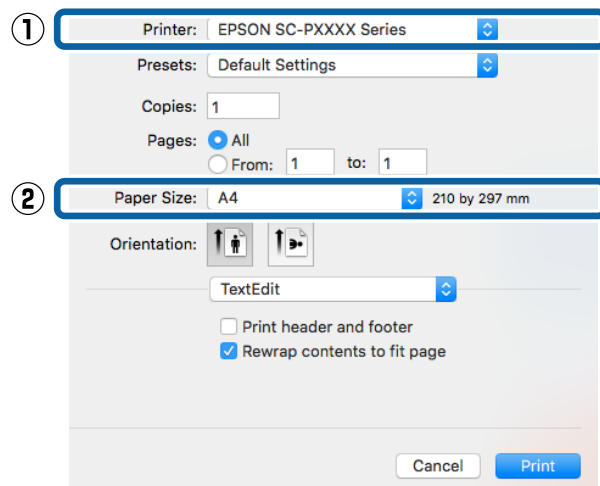 ① Printer: EPSON SC-PXXXX Series
Presets: Default Settings
Copies: 1
Pages: All
From: 1 to: 1
② Paper Size: A4 210 by 297 mm
Orientation:
TextEdit
Print header and footer
Rewrap contents to fit page
Cancel Print